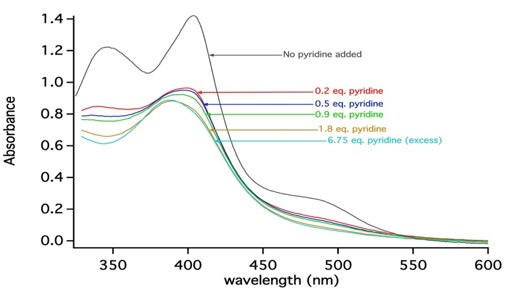 1.4
1.2
1.0
0.8
0.6
0.4
0.2
0.0
Absorbance
No pyridine added
0.2 eq. pyridine
0.5 eq. pyridine
0.9 eq. pyridine
1.8 eq. pyridine
6.75 eq. pyridine (excess)
350 400 450 500 550 600
wavelength (nm)